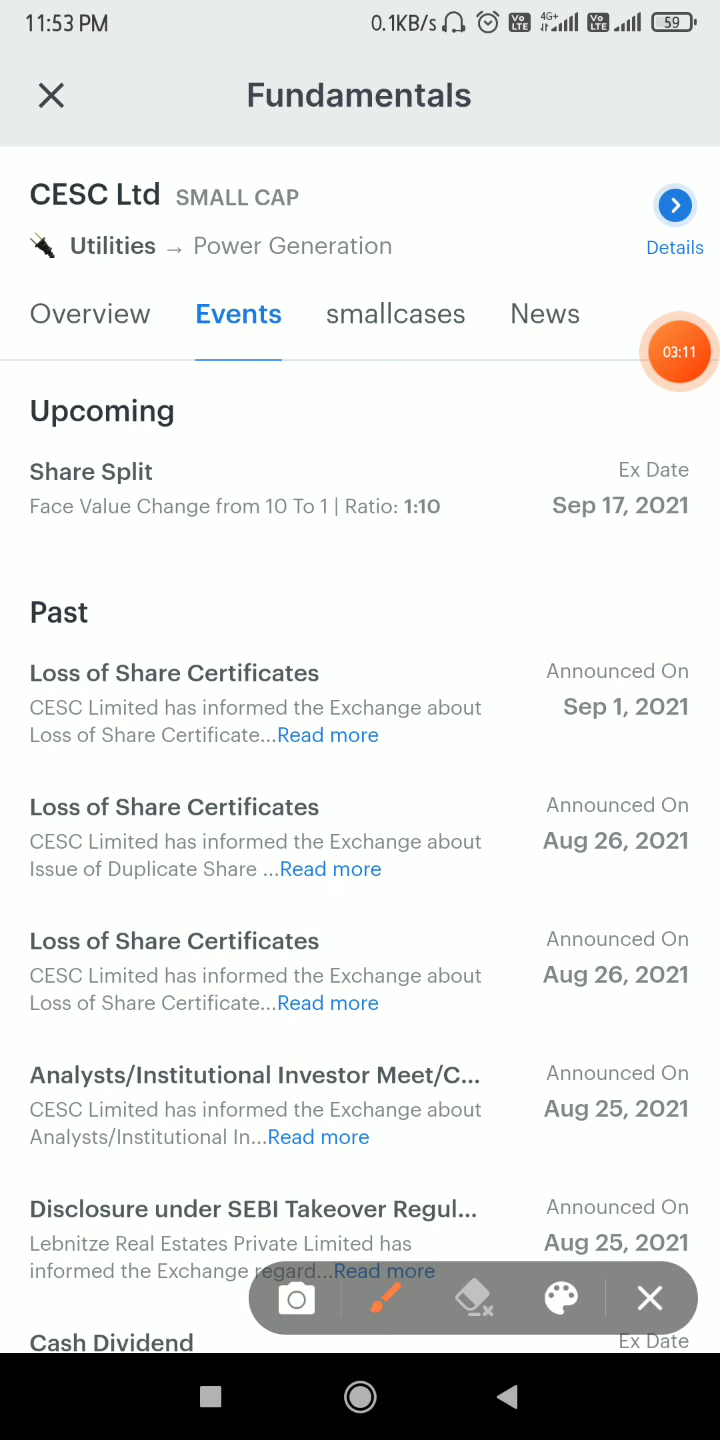 11:53 PM 0.1KB/s Vo LTE 4G+ Vo LTE 59
Fundamentals
CESC Ltd SMALL CAP
Utilities → Power Generation
Details
Overview Events smallcases News
03:11
Upcoming
Share Split Ex Date
Face Value Change from 10 To 1 | Ratio: 1:10 Sep 17, 2021
Past
Loss of Share Certificates Announced On
CESC Limited has informed the Exchange about Sep 1, 2021
Loss of Share Certificate...Read more
Loss of Share Certificates Announced On
CESC Limited has informed the Exchange about Aug 26, 2021
Issue of Duplicate Share ...Read more
Loss of Share Certificates Announced On
CESC Limited has informed the Exchange about Aug 26, 2021
Loss of Share Certificate...Read more
Analysts/Institutional Investor Meet/C... Announced On
CESC Limited has informed the Exchange about Aug 25, 2021
Analysts/Institutional In...Read more
Disclosure under SEBI Takeover Regul... Announced On
Lebnitze Real Estates Private Limited has Aug 25, 2021
informed the Exchange regard...Read more
Cash Dividend Ex Date